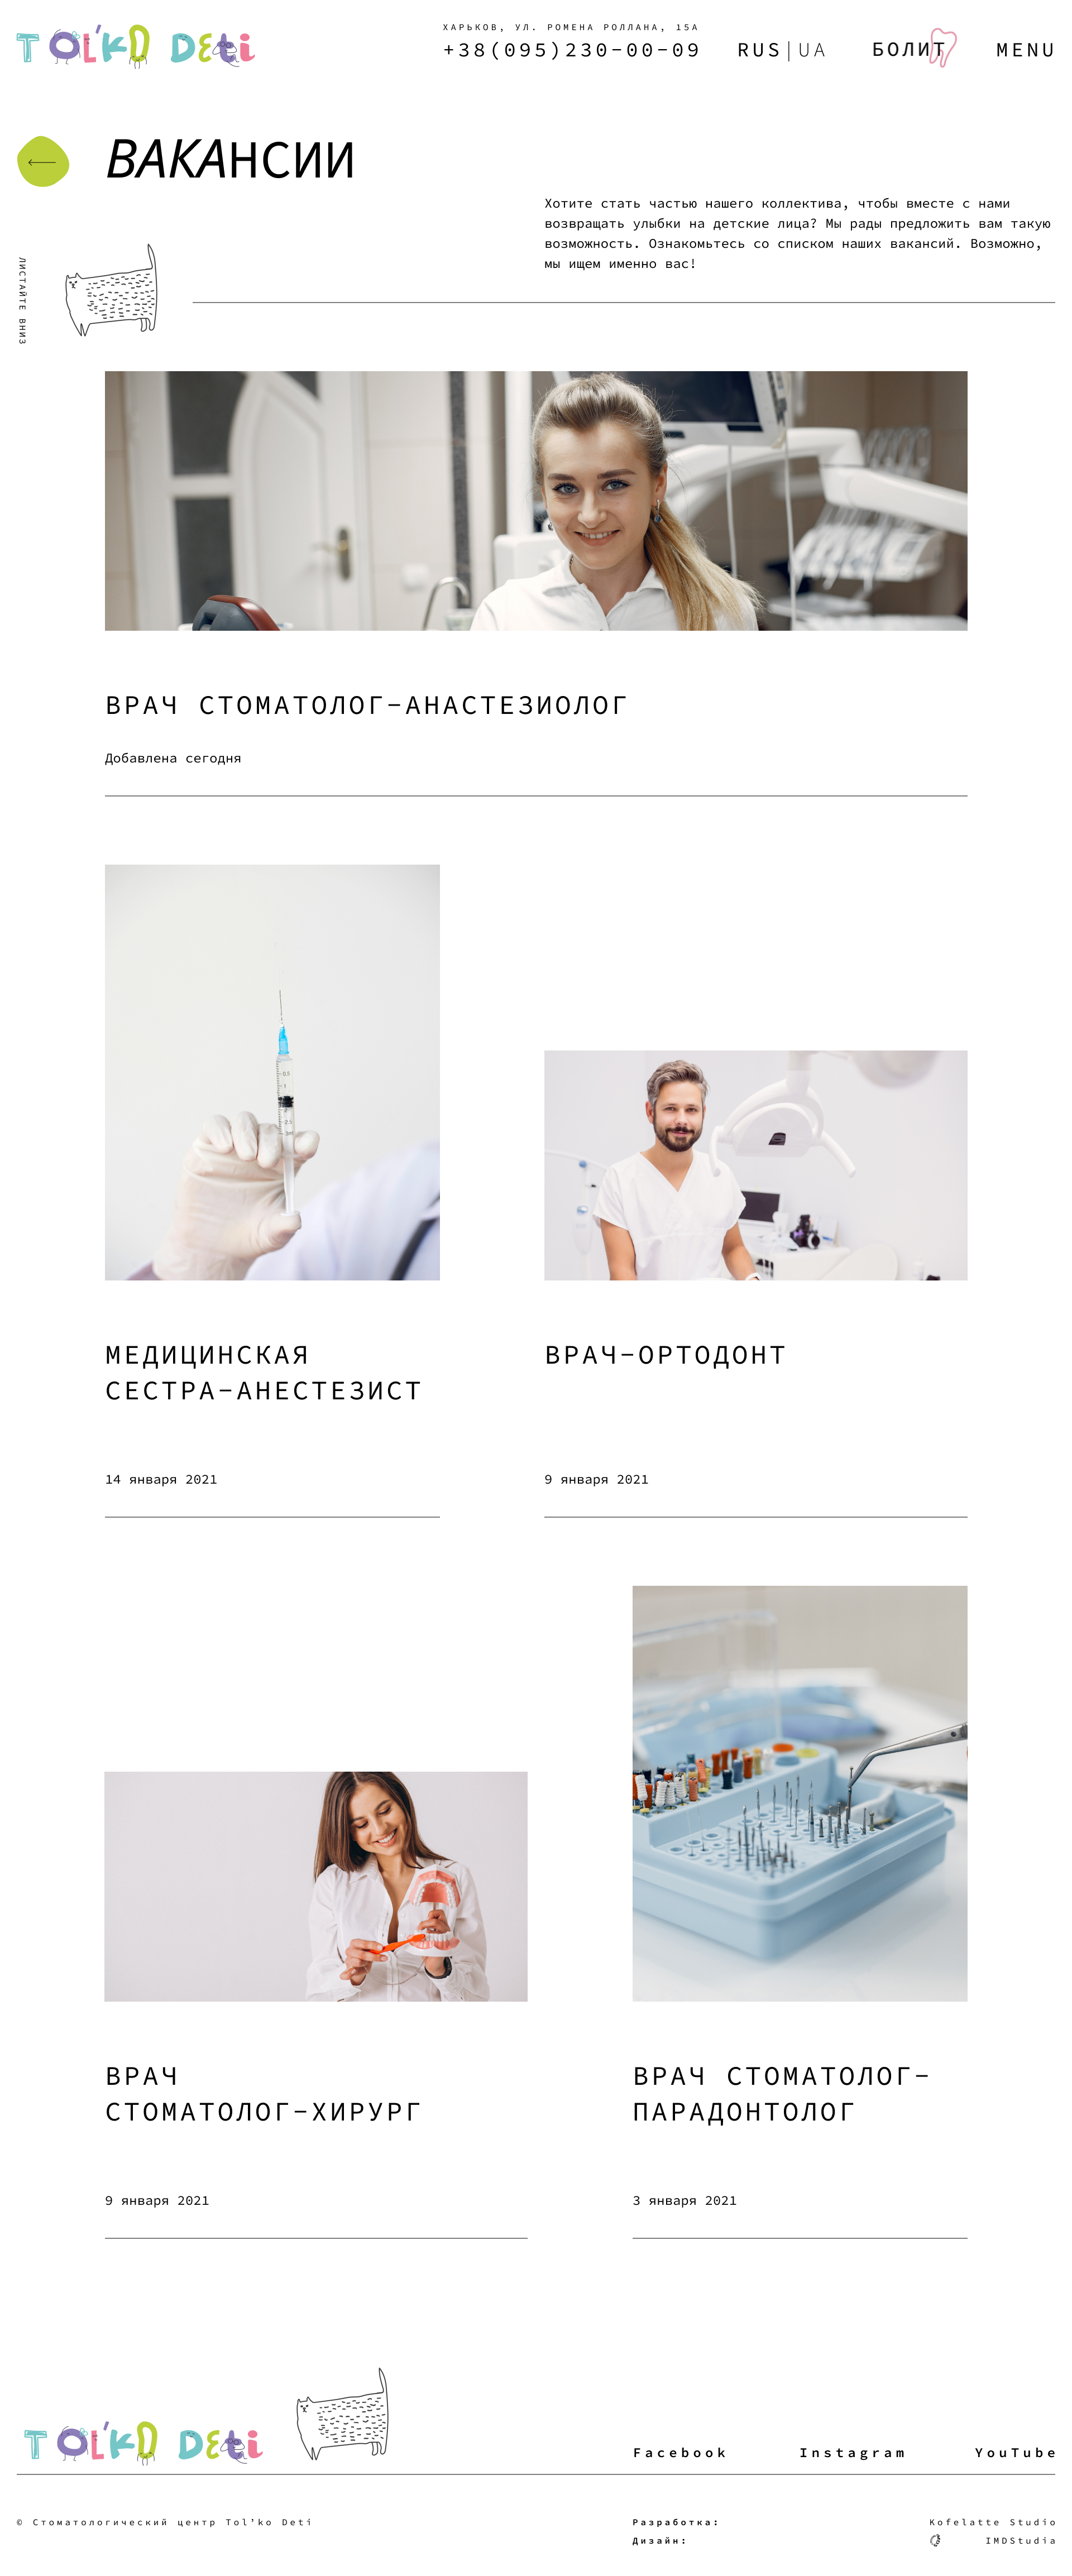 TOL'KO DETI
ХАРЬКОВ, УЛ. РОМЕНА РОЛЛАНА, 15А
+38(095)230-00-09
RUS|UA
БОЛИТ
MENU
ВАКАНСИИ
Хотите стать частью нашего коллектива, чтобы вместе с нами
возвращать улыбки на детские лица? Мы рады предложить вам такую
возможность. Ознакомьтесь со списком наших вакансий. Возможно,
мы ищем именно вас!
ЛИСТАЙТЕ ВНИЗ
ВРАЧ СТОМАТОЛОГ-АНАСТЕЗИОЛОГ
Добавлена сегодня
МЕДИЦИНСКАЯ
СЕСТРА-АНЕСТЕЗИСТ
14 января 2021
ВРАЧ-ОРТОДОНТ
9 января 2021
ВРАЧ
СТОМАТОЛОГ-ХИРУРГ
9 января 2021
ВРАЧ СТОМАТОЛОГ-
ПАРАДОНТОЛОГ
3 января 2021
TOL'KO DETI
Facebook
Instagram
YouTube
© Стоматологический центр Tol'ko Deti
Разработка:
Kofelatte Studio
Дизайн:
IMDStudia